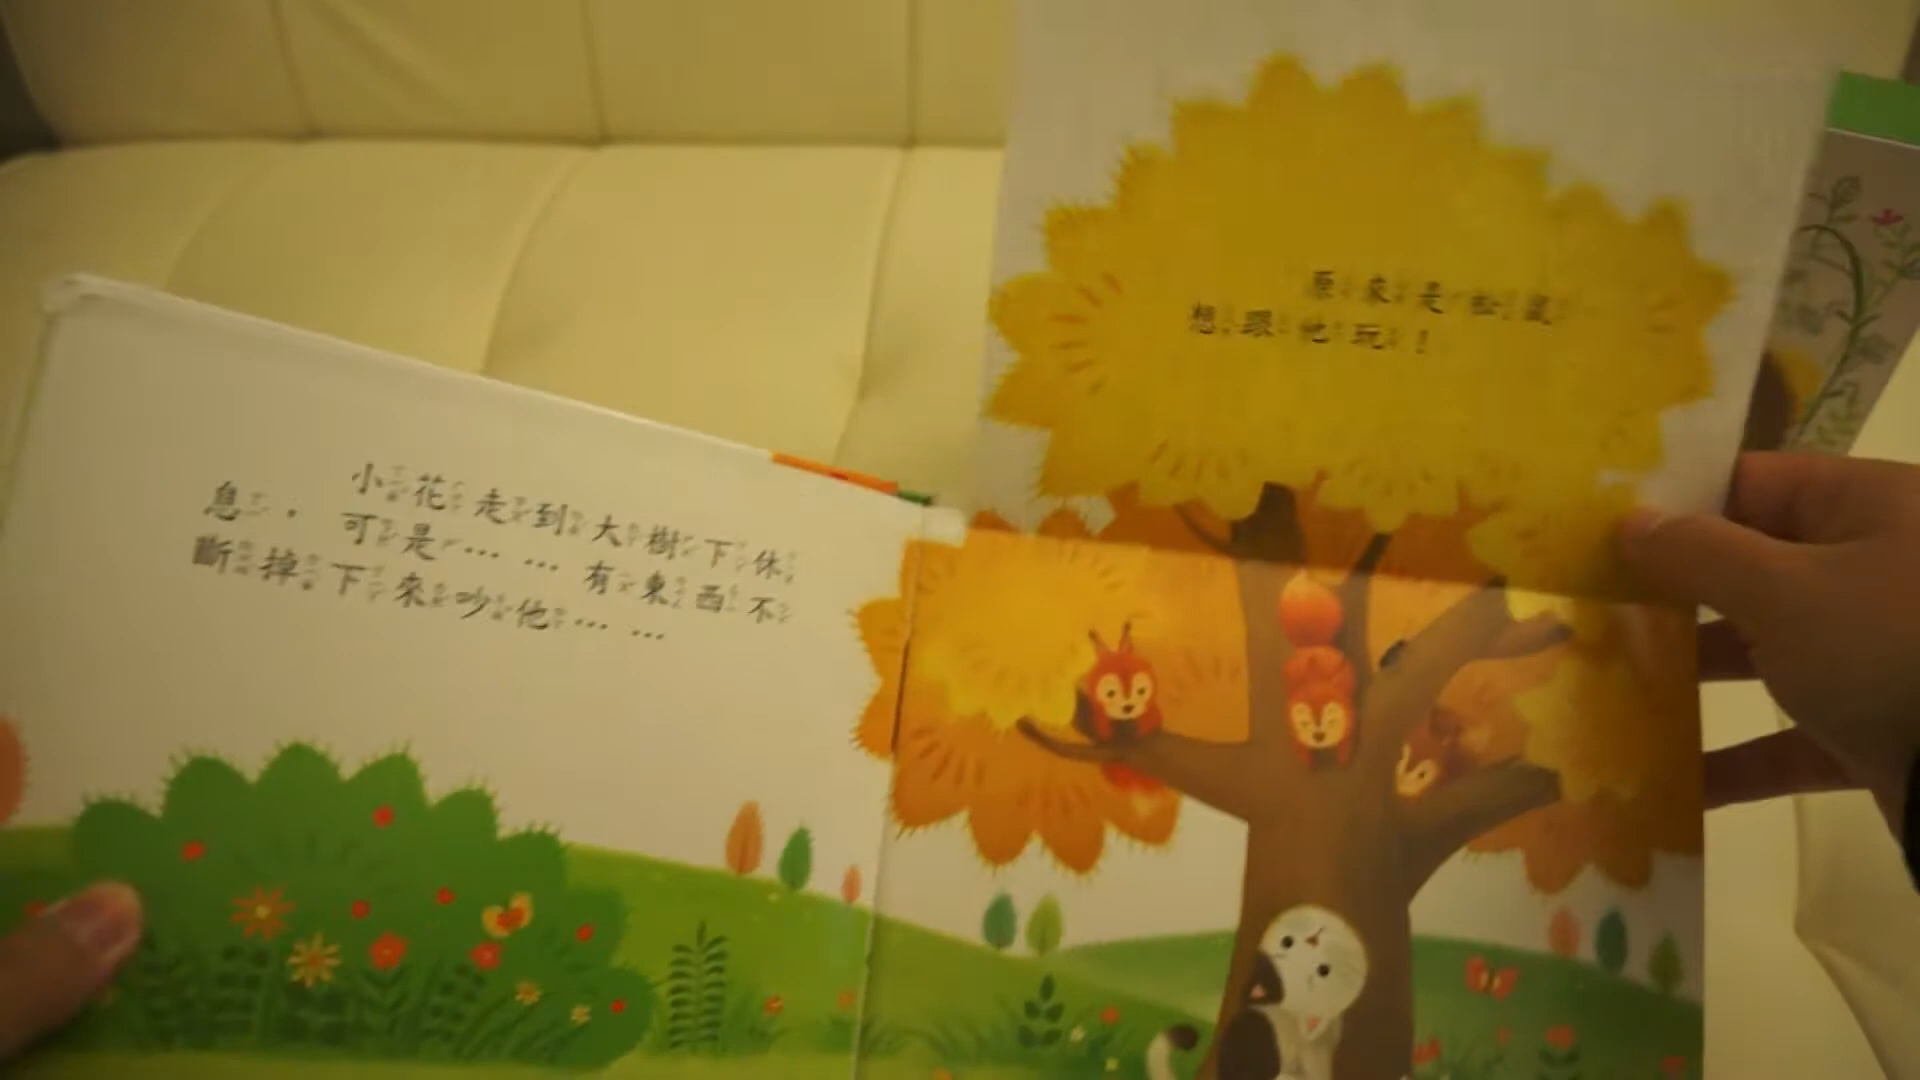 小花走到大樹下休
息，可是… …有東西不
斷掉下來吵他… …
原來是松鼠
想跟他玩！